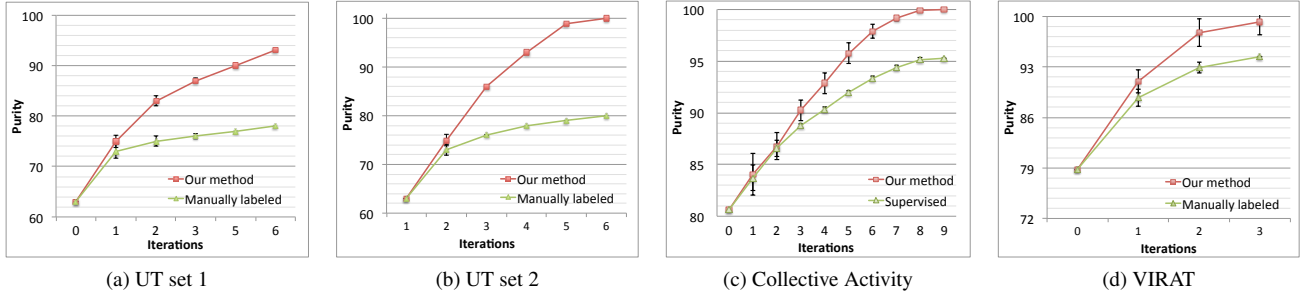 100
90
80
70
60
Purity
Our method
Manually labeled
0 1 2 3 5 6
Iterations
(a) UT set 1
100
90
80
70
60
Purity
Our method
Manually labeled
1 2 3 4 5 6
Iterations
(b) UT set 2
100
95
90
85
80
Purity
Our method
Supervised
0 1 2 3 4 5 6 7 8 9
Iterations
(c) Collective Activity
100
93
86
79
72
Purity
Our method
Manually labeled
0 1 2 3
Iterations
(d) VIRAT